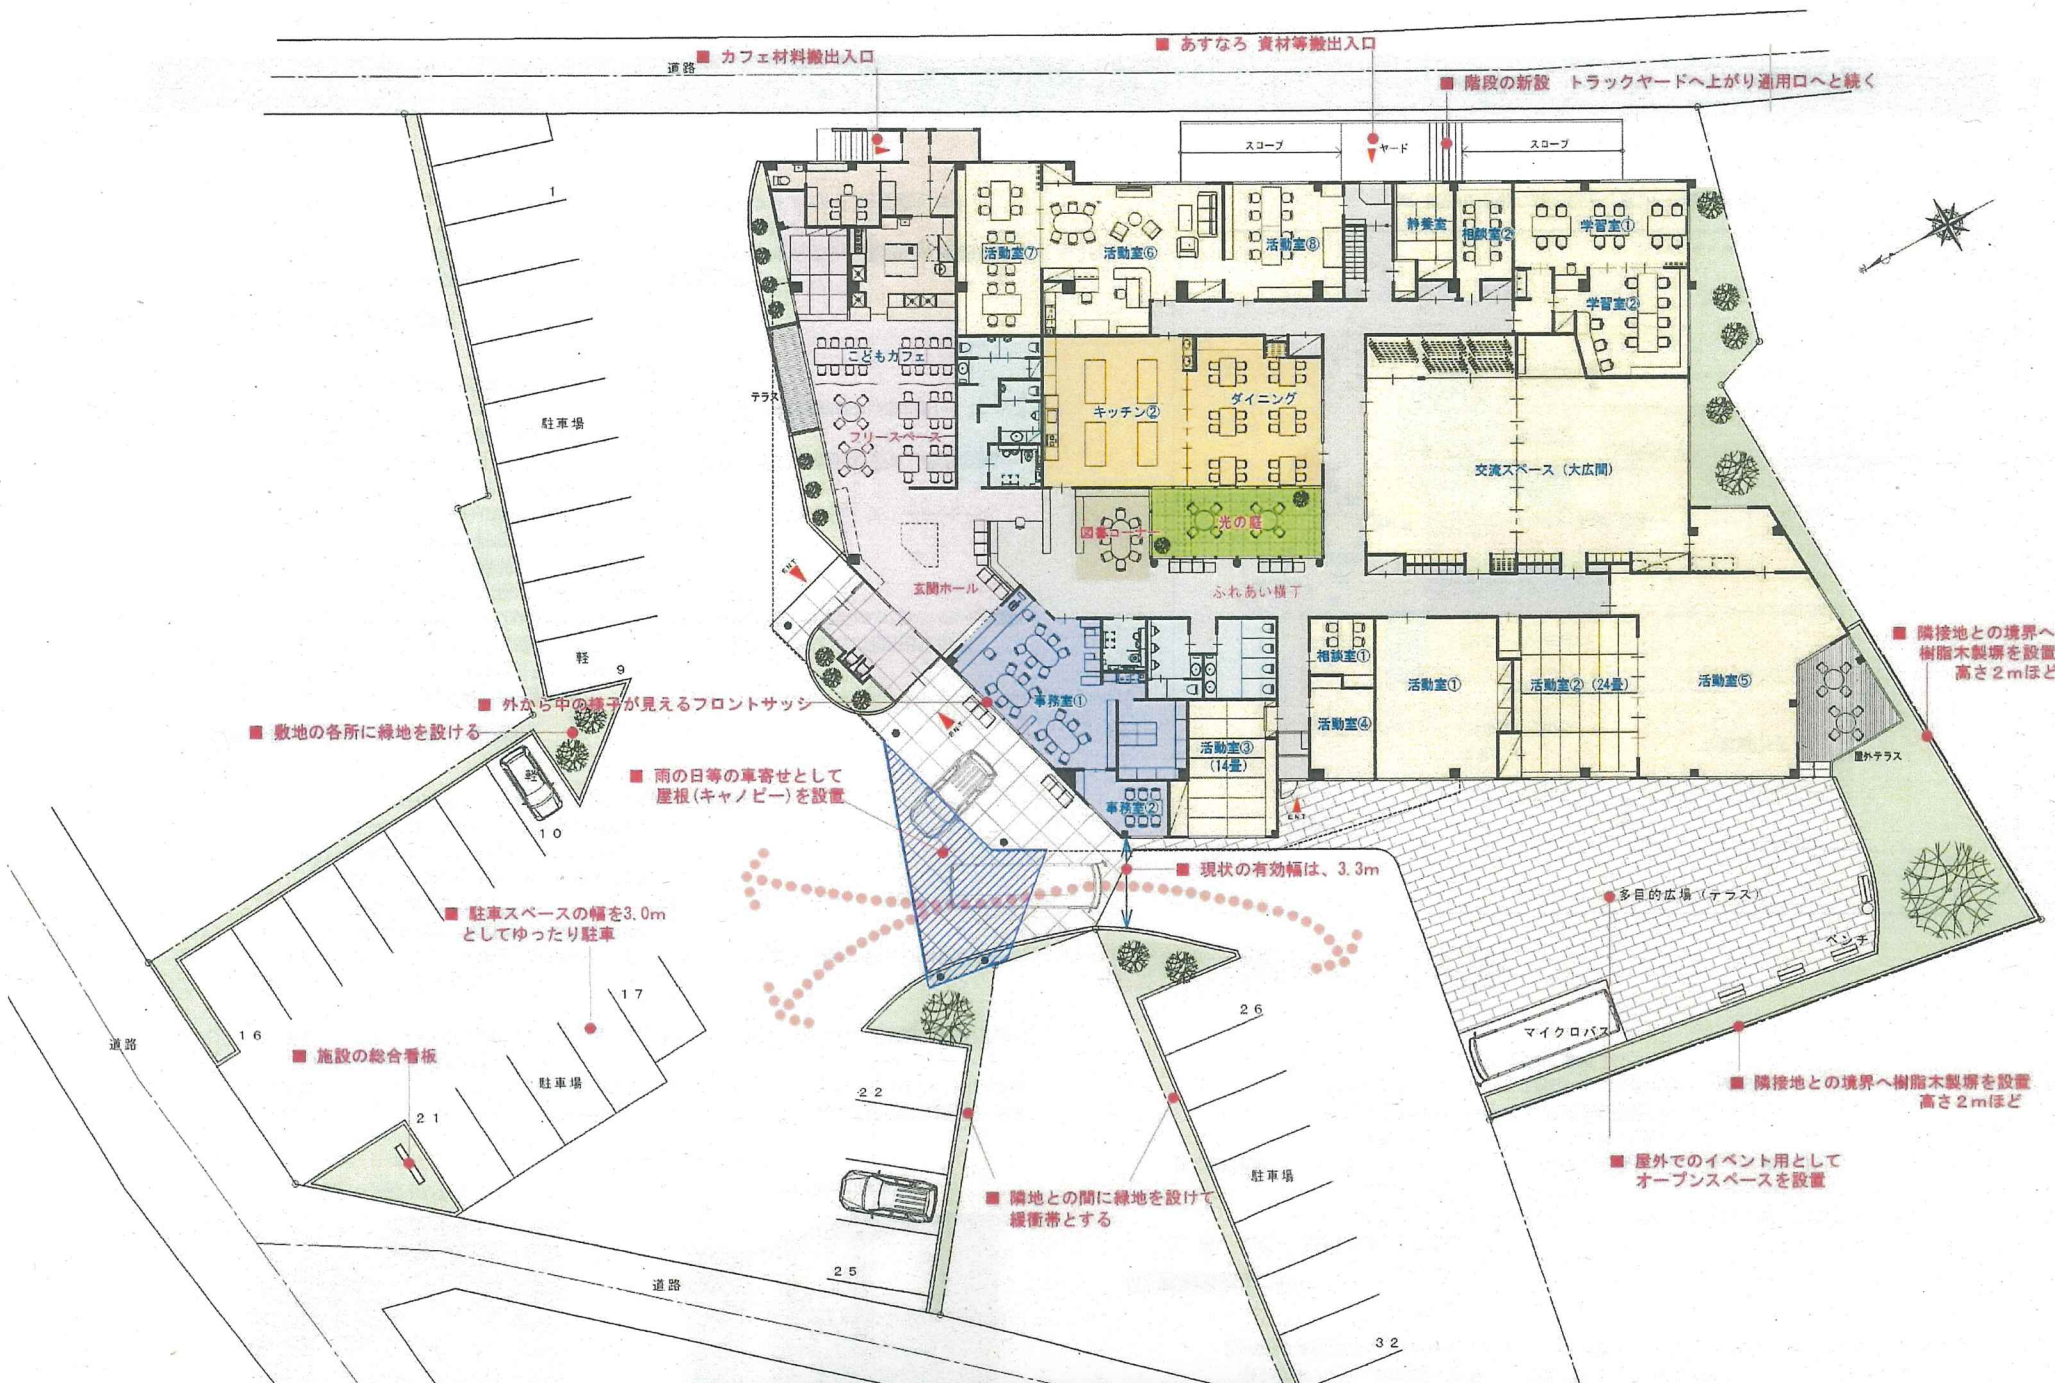 ■ カフェ材料搬出入口
道路
■ あすなろ 資材等搬出入口
■ 階段の新設 トラックヤードへ上がり通用口へと続く
スロープ
ヤード
スロープ
1
活動室⑦
活動室⑥
活動室⑧
静養室
相談室②
学習室①
学習室②
こどもカフェ
テラス
フリースペース
キッチン②
ダイニング
駐車場
交流スペース (大広間)
図書コーナー
光の庭
ENT
玄関ホール
ふれあい横丁
■ 隣接地との境界へ
樹脂木製塀を設置
高さ2mほど
軽
9
相談室①
活動室①
活動室② (24畳)
活動室⑤
■ 外から中の様子が見えるフロントサッシ
事務室①
■ 敷地の各所に緑地を設ける
ENT
活動室④
活動室③
(14畳)
屋外テラス
軽
■ 雨の日等の車寄せとして
屋根(キャノピー)を設置
事務室②
ENT
10
■ 現状の有効幅は、3.3m
多目的広場 (テラス)
■ 駐車スペースの幅を3.0m
としてゆったり駐車
ベンチ
17
26
16
マイクロバス
道路
■ 施設の総合看板
駐車場
22
■ 隣接地との境界へ樹脂木製塀を設置
高さ2mほど
21
■ 屋外でのイベント用として
オープンスペースを設置
駐車場
■ 隣地との間に緑地を設けて
緩衝帯とする
25
道路
32